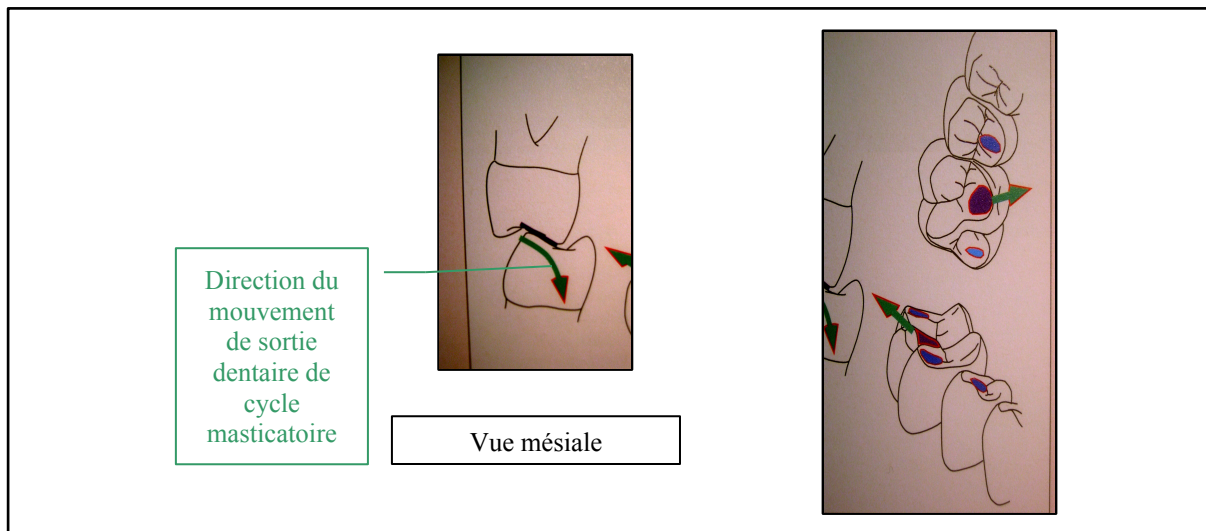 Direction du
mouvement
de sortie
dentaire de
cycle
masticatoire
Vue mésiale